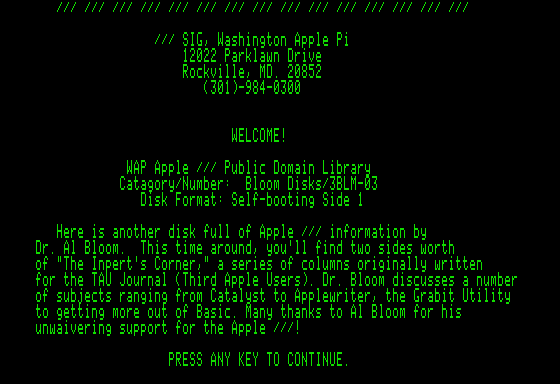 /// /// /// /// /// /// /// /// /// /// /// /// /// /// ///
/// SIG, Washington Apple Pi
12022 Parklawn Drive
Rockville, MD. 20852
(301)-984-0300
WELCOME!
WAP Apple /// Public Domain Library
Catagory/Number: Bloom Disks/3BLM-03
Disk Format: Self-booting Side 1
Here is another disk full of Apple /// information by
Dr. Al Bloom. This time around, you'll find two sides worth
of "The Inpert's Corner," a series of columns originally written
for the TAU Journal (Third Apple Users). Dr. Bloom discusses a number
of subjects ranging from Catalyst to Applewriter, the Grabit Utility
to getting more out of Basic. Many thanks to Al Bloom for his
unwaivering support for the Apple ///!
PRESS ANY KEY TO CONTINUE.